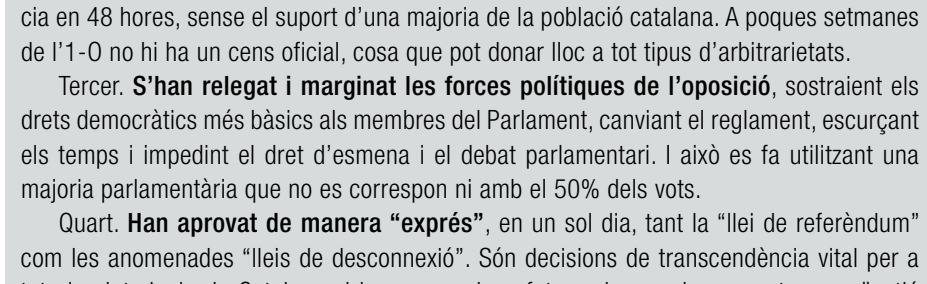 cia en 48 hores, sense el suport d’una majoria de la població catalana. A poques setmanes
de l’1-O no hi ha un cens oficial, cosa que pot donar lloc a tot tipus d’arbitrarietats.
Tercer. S’han relegat i marginat les forces polítiques de l’oposició, sostraient els
drets democràtics més bàsics als membres del Parlament, canviant el reglament, escurçant
els temps i impedint el dret d’esmena i el debat parlamentari. I això es fa utilitzant una
majoria parlamentària que no es correspon ni amb el 50% dels vots.
Quart. Han aprovat de manera “exprés”, en un sol dia, tant la “llei de referèndum”
com les anomenades “lleis de desconnexió”. Són decisions de transcendència vital per a